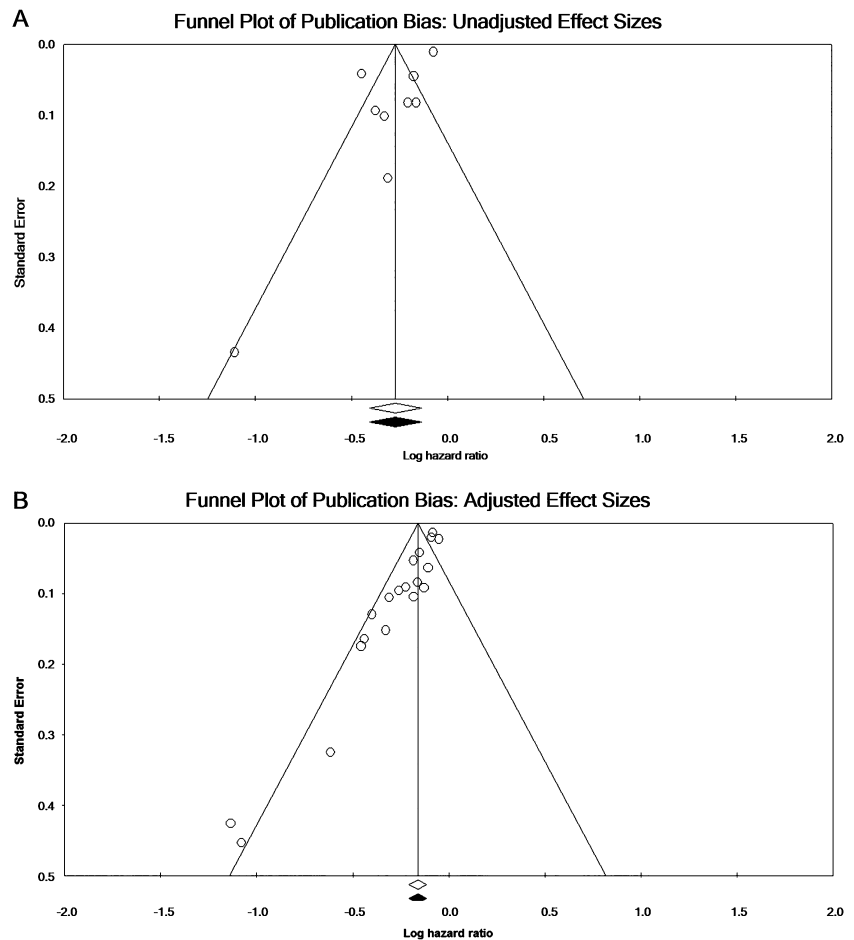 A
Funnel Plot of Publication Bias: Unadjusted Effect Sizes
0.0
0.1
0.2
0.3
0.4
0.5
Standard Error
-2.0 -1.5 -1.0 -0.5 0.0 0.5 1.0 1.5 2.0
Log hazard ratio
B
Funnel Plot of Publication Bias: Adjusted Effect Sizes
0.0
0.1
0.2
0.3
0.4
0.5
Standard Error
-2.0 -1.5 -1.0 -0.5 0.0 0.5 1.0 1.5 2.0
Log hazard ratio